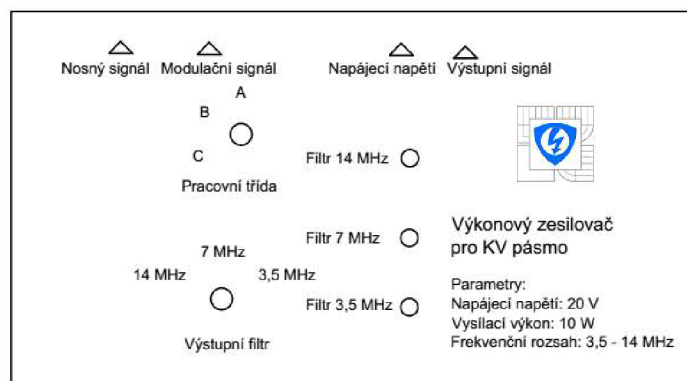 Nosný signál
Modulační signál
Napájecí napětí
Výstupní signál
A
B
C
Pracovní třída
Filtr 14 MHz
Filtr 7 MHz
Filtr 3,5 MHz
7 MHz
14 MHz
3,5 MHz
Výstupní filtr
Výkonový zesilovač
pro KV pásmo
Parametry:
Napájecí napětí: 20 V
Vysílací výkon: 10 W
Frekvenční rozsah: 3,5 - 14 MHz